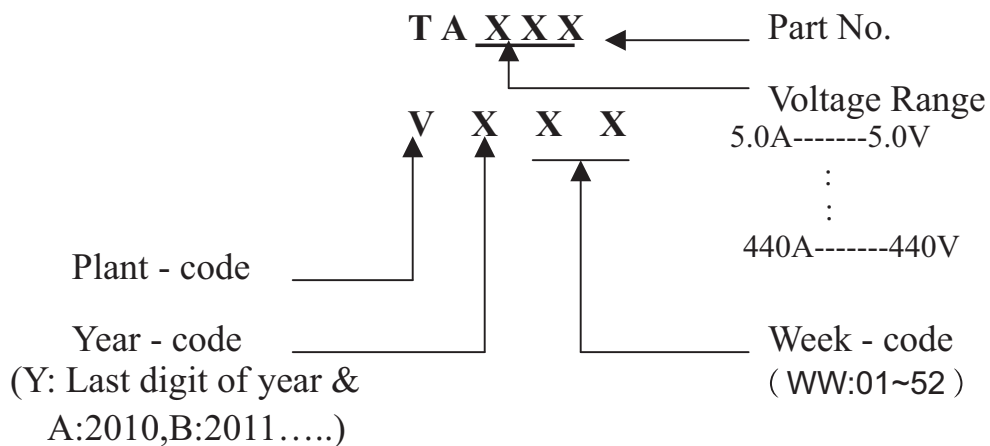 T A X X X
Part No.
Voltage Range
V X X X
5.0A-------5.0V
:
:
440A-------440V
Plant - code
Year - code
(Y: Last digit of year &
A:2010,B:2011…..)
Week - code
（WW:01~52）